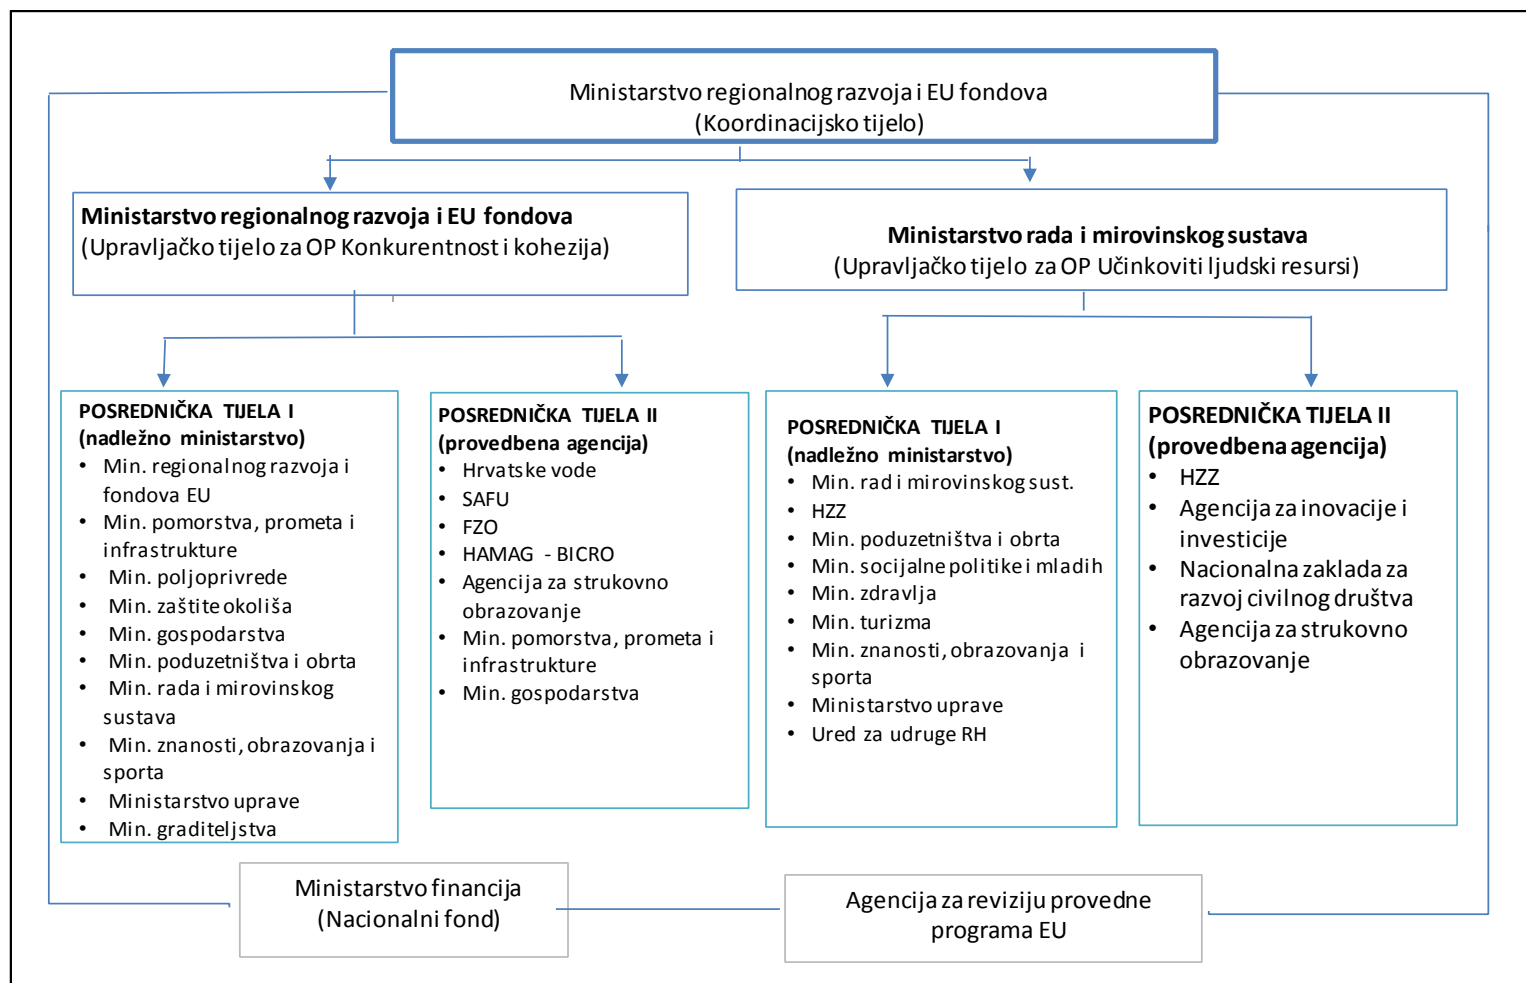 Ministarstvo regionalnog razvoja i EU fondova
(Koordinacijsko tijelo)
Ministarstvo regionalnog razvoja i EU fondova
(Upravljačko tijelo za OP Konkurentnost i kohezija)
Ministarstvo rada i mirovinskog sustava
(Upravljačko tijelo za OP Učinkoviti ljudski resursi)
POSREDNIČKA TIJELA I
(nadležno ministarstvo)
• Min. regionalnog razvoja i
fondova EU
• Min. pomorstva, prometa i
infrastrukture
• Min. poljoprivrede
• Min. zaštite okoliša
• Min. gospodarstva
• Min. poduzetništva i obrta
• Min. rada i mirovinskog
sustava
• Min. znanosti, obrazovanja i
sporta
• Ministarstvo uprave
• Min. graditeljstva
POSREDNIČKA TIJELA II
(provedbena agencija)
• Hrvatske vode
• SAFU
• FZO
• HAMAG - BICRO
• Agencija za strukovno
obrazovanje
• Min. pomorstva, prometa i
infrastrukture
• Min. gospodarstva
POSREDNIČKA TIJELA I
(nadležno ministarstvo)
• Min. rad i mirovinskog sust.
• HZZ
• Min. poduzetništva i obrta
• Min. socijalne politike i mladih
• Min. zdravlja
• Min. turizma
• Min. znanosti, obrazovanja i
sporta
• Ministarstvo uprave
• Ured za udruge RH
POSREDNIČKA TIJELA II
(provedbena agencija)
• HZZ
• Agencija za inovacije i
investicije
• Nacionalna zaklada za
razvoj civilnog društva
• Agencija za strukovno
obrazovanje
Ministarstvo financija
(Nacionalni fond)
Agencija za reviziju provedne
programa EU